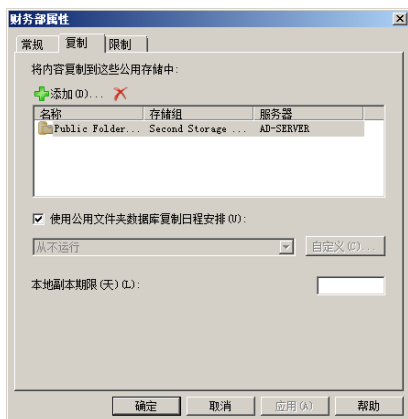 财务部属性
常规 复制 限制
将内容复制到这些公用存储中:
添加(D)...
名称 存储组 服务器
Public Folder... Second Storage ... AD-SERVER
使用公用文件夹数据库复制日程安排(U):
从不运行 自定义(C)...
本地副本期限(天)(L):
确定 取消 应用(A) 帮助